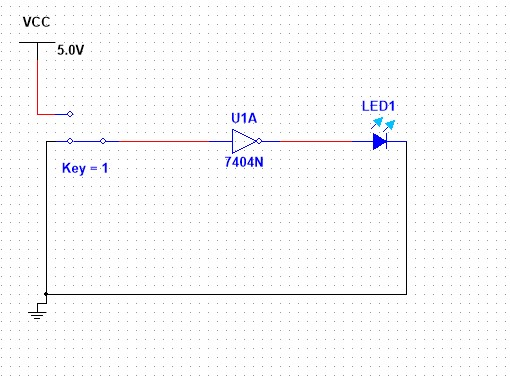 VCC
5.0V
LED1
U1A
Key = 1
7404N